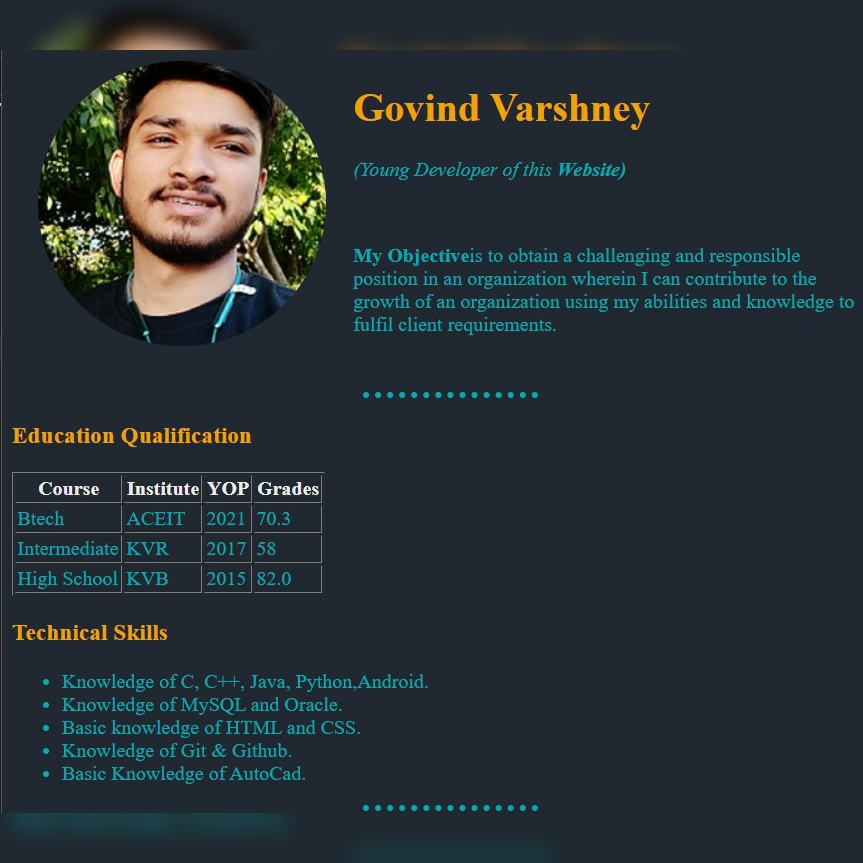 Govind Varshney
(Young Developer of this Website)
My Objectiveis to obtain a challenging and responsible
position in an organization wherein I can contribute to the
growth of an organization using my abilities and knowledge to
fulfil client requirements.
Education Qualification
Course Institute YOP Grades
Btech ACEIT 2021 70.3
Intermediate KVR 2017 58
High School KVB 2015 82.0
Technical Skills
Knowledge of C, C++, Java, Python,Android.
Knowledge of MySQL and Oracle.
Basic knowledge of HTML and CSS.
Knowledge of Git & Github.
Basic Knowledge of AutoCad.